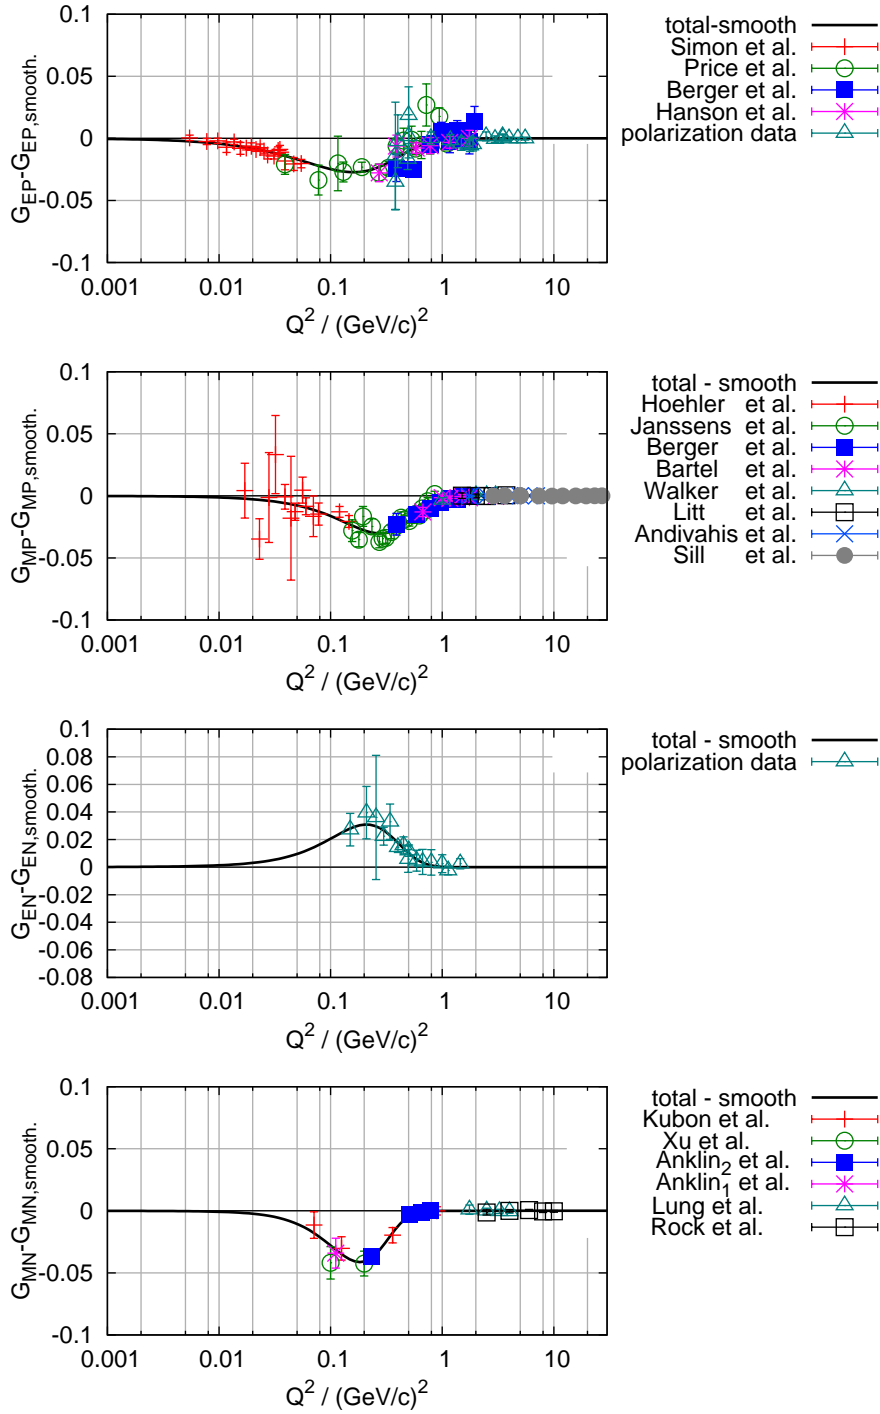 total-smooth
Simon et al.
Price et al.
Berger et al.
Hanson et al.
polarization data
0.1
0.05
0
-0.05
-0.1
G_EP-G_EP,smooth.
0.001 0.01 0.1 1 10
Q^2 / (GeV/c)^2
total - smooth
Hoehler et al.
Janssens et al.
Berger et al.
Bartel et al.
Walker et al.
Litt et al.
Andivahis et al.
Sill et al.
0.1
0.05
0
-0.05
-0.1
G_MP-G_MP,smooth.
0.001 0.01 0.1 1 10
Q^2 / (GeV/c)^2
total - smooth
polarization data
0.1
0.08
0.06
0.04
0.02
0
-0.02
-0.04
-0.06
-0.08
G_EN-G_EN,smooth.
0.001 0.01 0.1 1 10
Q^2 / (GeV/c)^2
total - smooth
Kubon et al.
Xu et al.
Anklin_2 et al.
Anklin_1 et al.
Lung et al.
Rock et al.
0.1
0.05
0
-0.05
-0.1
G_MN-G_MN,smooth.
0.001 0.01 0.1 1 10
Q^2 / (GeV/c)^2